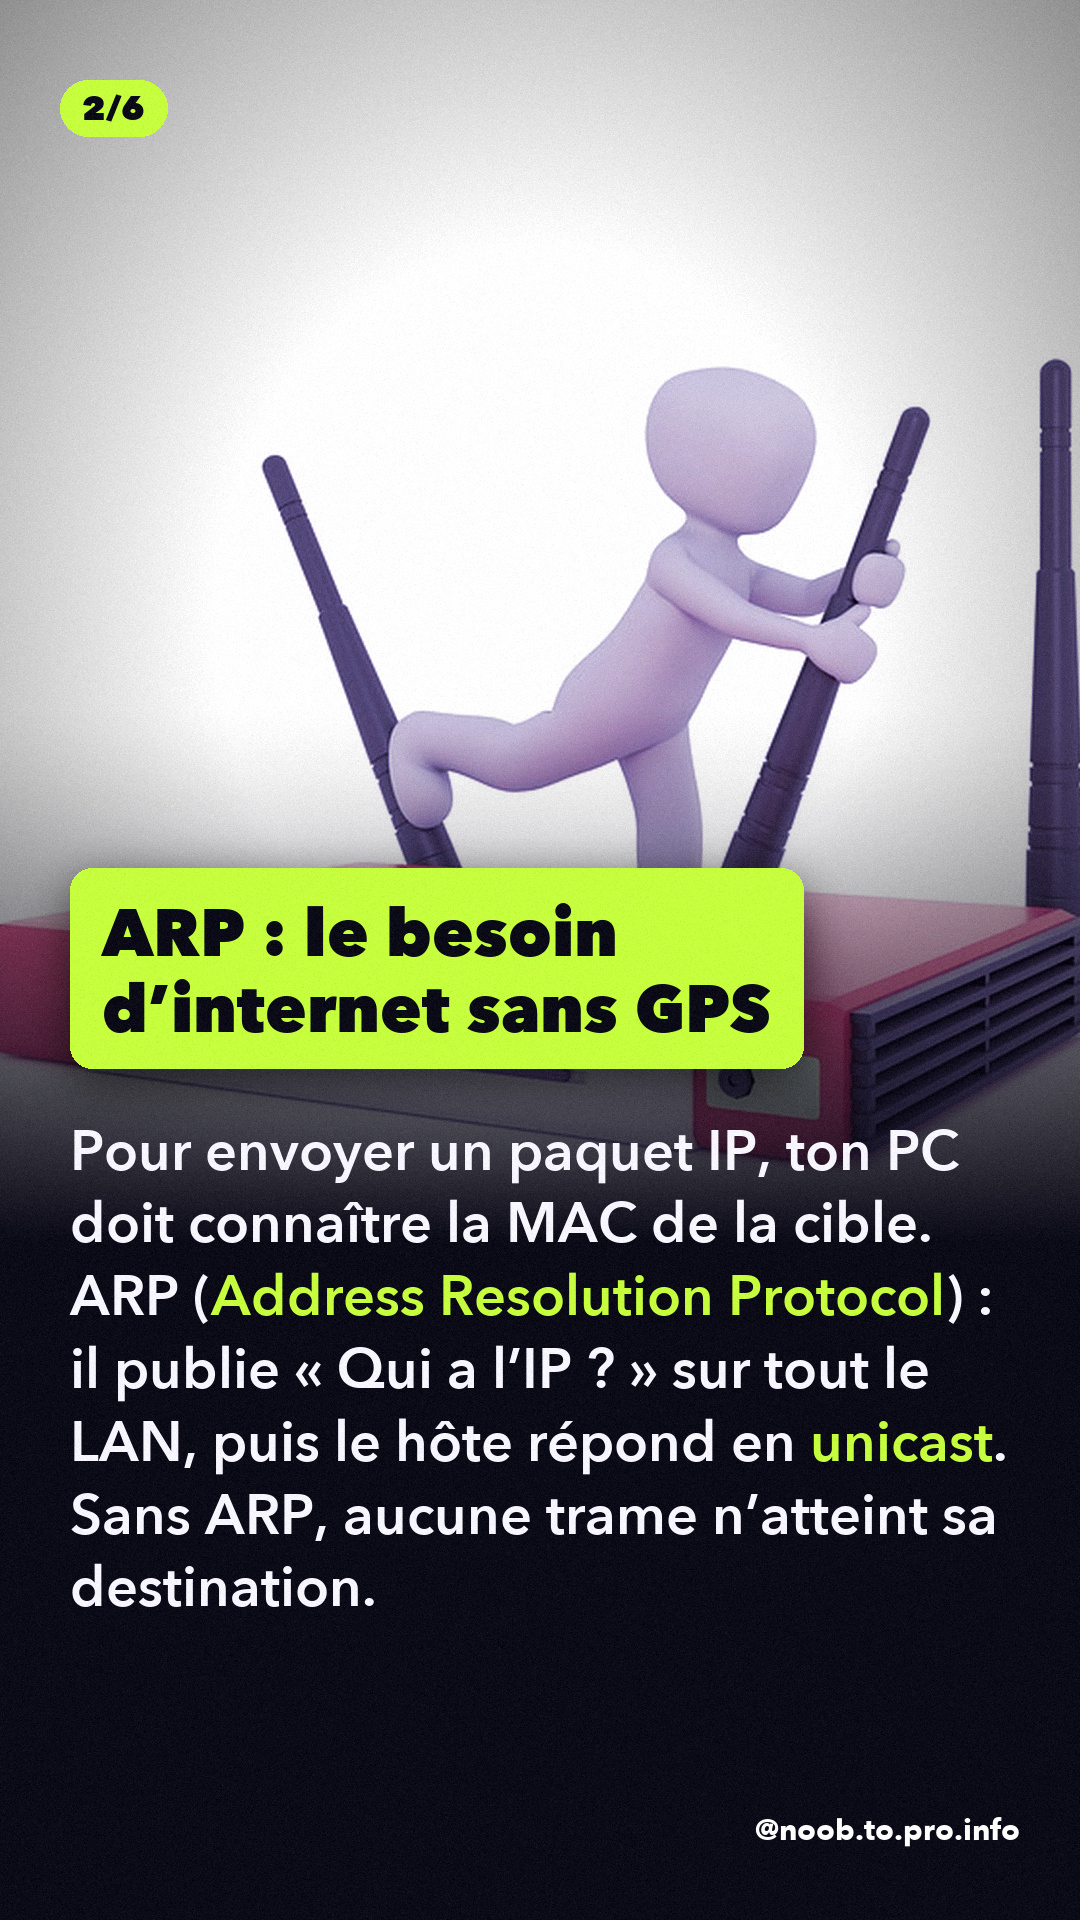 2/6
ARP : le besoin
d’internet sans GPS
Pour envoyer un paquet IP, ton PC
doit connaître la MAC de la cible.
ARP (Address Resolution Protocol) :
il publie « Qui a l’IP ? » sur tout le
LAN, puis le hôte répond en unicast.
Sans ARP, aucune trame n’atteint sa
destination.
@noob.to.pro.info